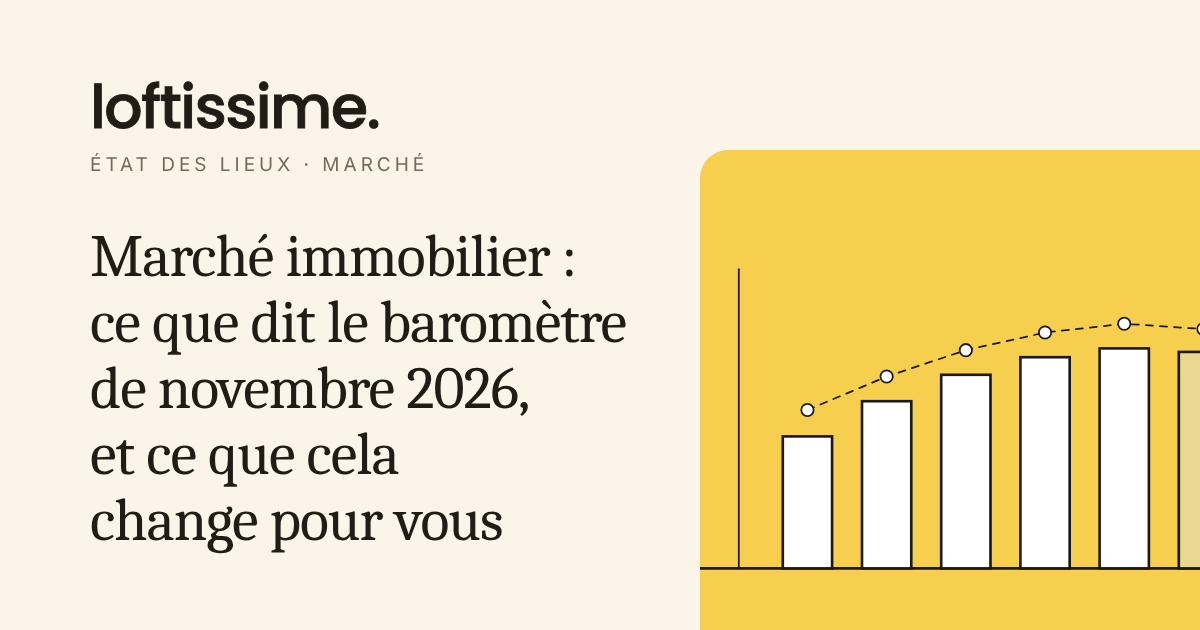 loftissime.
ÉTAT DES LIEUX · MARCHÉ
Marché immobilier :
ce que dit le baromètre
de novembre 2026,
et ce que cela
change pour vous